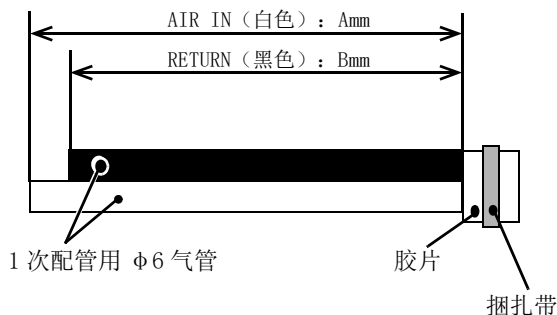 AIR IN（白色）：Amm
RETURN（黑色）：Bmm
1 次配管用 φ6 气管
胶片
捆扎带